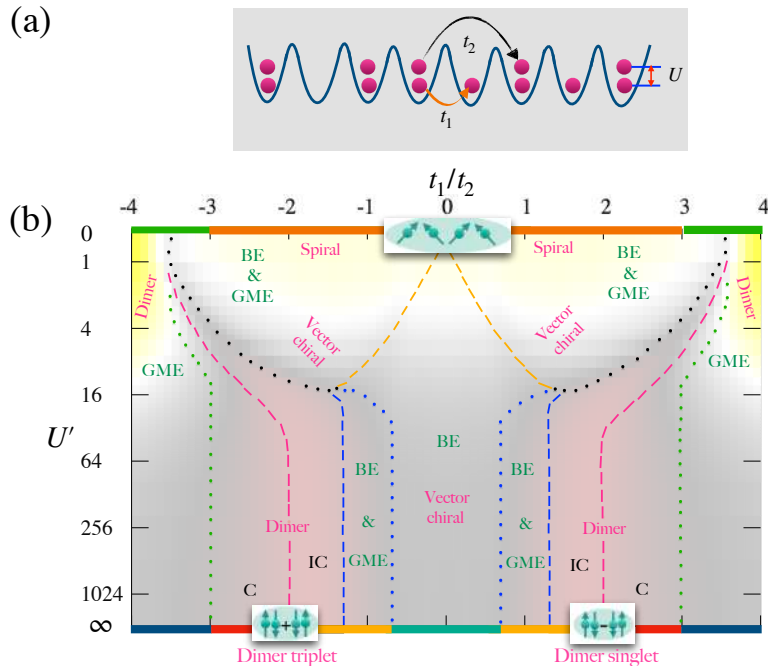 (a)
t2
U
t1
t1/t2
-4 -3 -2 -1 0 1 2 3 4
(b)
0
1
4
16
64
256
1024
∞
U′
Spiral
Spiral
BE
&
GME
BE
&
GME
Dimer
Dimer
Vector
chiral
Vector
chiral
GME
GME
BE
BE
&
GME
Vector
chiral
BE
&
GME
Dimer
Dimer
IC
IC
C
C
+
-
Dimer triplet
Dimer singlet